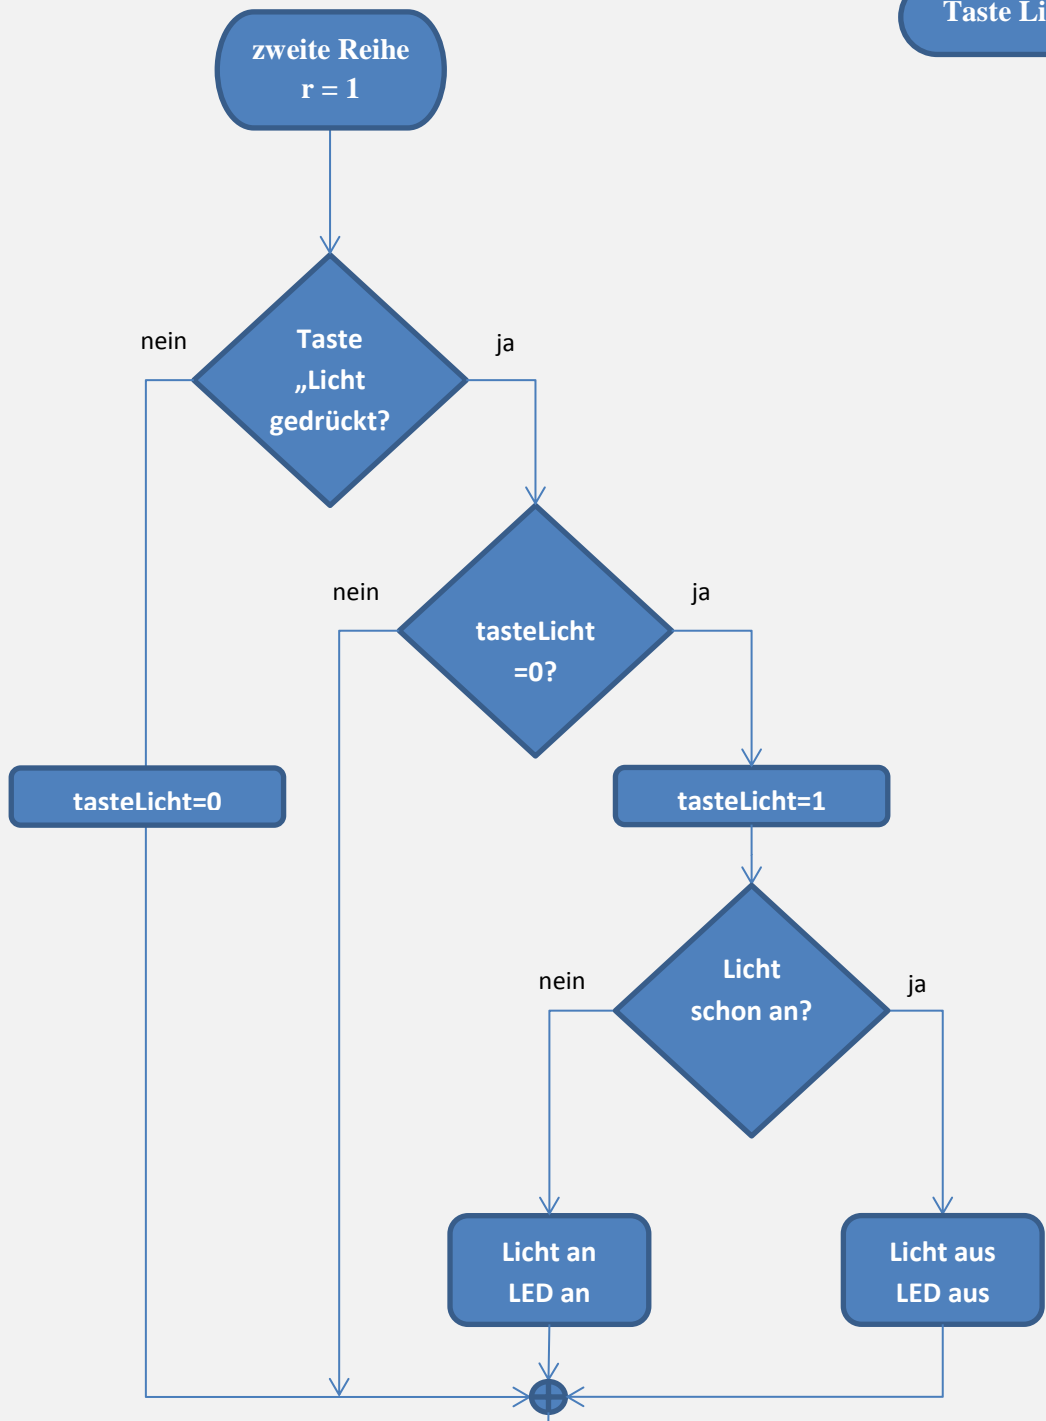 Taste Li
zweite Reihe
r = 1
nein
ja
Taste
„Licht
gedrückt?
nein
ja
tasteLicht
=0?
tasteLicht=0
tasteLicht=1
nein
ja
Licht
schon an?
Licht an
LED an
Licht aus
LED aus